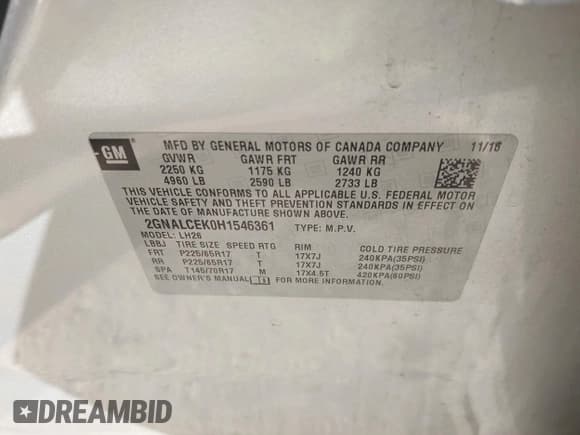 GM
MFD BY GENERAL MOTORS OF CANADA COMPANY 11/16
GVWR GAWR FRT GAWR RR
2250 KG 1175 KG 1240 KG
4960 LB 2590 LB 2733 LB
THIS VEHICLE CONFORMS TO ALL APPLICABLE U.S. FEDERAL MOTOR
VEHICLE SAFETY AND THEFT PREVENTION STANDARDS IN EFFECT ON
THE DATE OF MANUFACTURE SHOWN ABOVE.
2GNALCEK0H1546361 TYPE: M.P.V.
MODEL: LH26
LBBJ TIRE SIZE SPEED RTG RIM COLD TIRE PRESSURE
FRT P225/65R17 T 17X7J 240KPA(35PSI)
RR P225/65R17 T 17X7J 240KPA(35PSI)
SPA T145/70R17 M 17X4.5T 420KPA(60PSI)
SEE OWNER'S MANUAL
DREAMBID